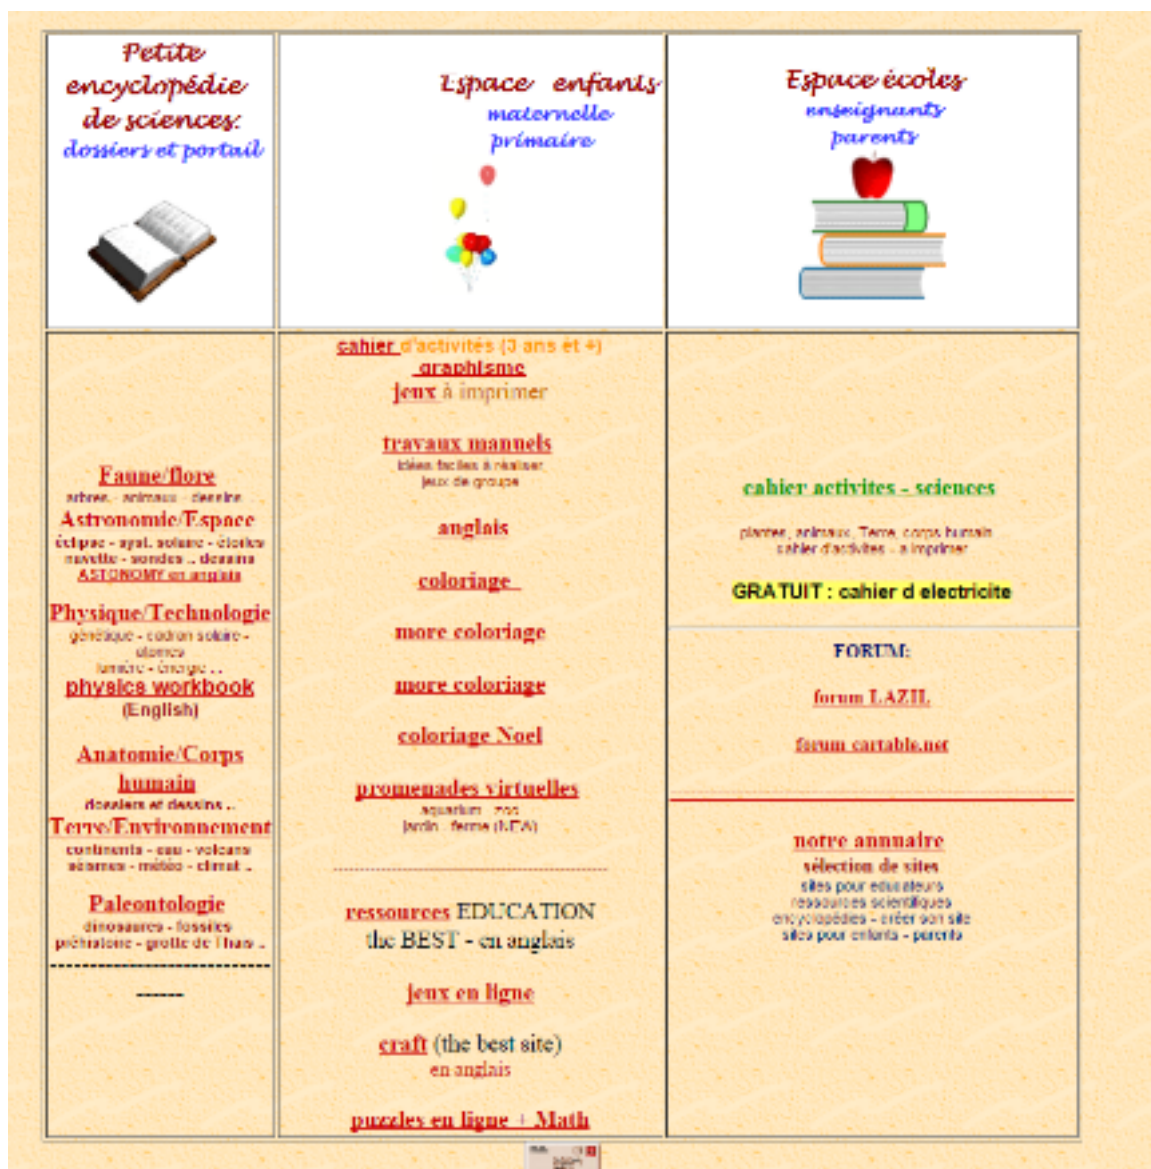 Petite
encyclopédie
de sciences:
dossiers et portail
Espace enfants
maternelle
primaire
Espace écoles
enseignants
parents
Faune/flore
arbres - animaux - dessins ..
Astronomie/Espace
éclipse - syst. solaire - étoiles
navette - sondes .. dessins
ASTONOMY en anglais
Physique/Technologie
génétique - cadran solaire -
atomes
lumière - énergie ..
physics workbook
(English)
Anatomie/Corps
humain
dossiers et dessins ..
Terre/Environnement
continents - eau - volcans
séismes - météo - climat ..
Paleontologie
dinosaures - fossiles
préhistoire - grotte de Thais ..
cahier d'activités (3 ans et +)
graphisme
jeux à imprimer
travaux manuels
idées faciles à réaliser
jeux de groupe
anglais
coloriage
more coloriage
more coloriage
coloriage Noel
promenades virtuelles
aquarium - zoo
jardin - ferme (NEW)
ressources EDUCATION
the BEST - en anglais
jeux en ligne
craft (the best site)
en anglais
puzzles en ligne + Math
cahier activites - sciences
plantes, animaux, Terre, corps humain
cahier d'activites - a imprimer
GRATUIT : cahier d electricite
FORUM:
forum LAZIL
forum cartable.net
notre annuaire
sélection de sites
sites pour educateurs
ressources scientifiques
encyclopédies - créer son site
sites pour enfants - parents